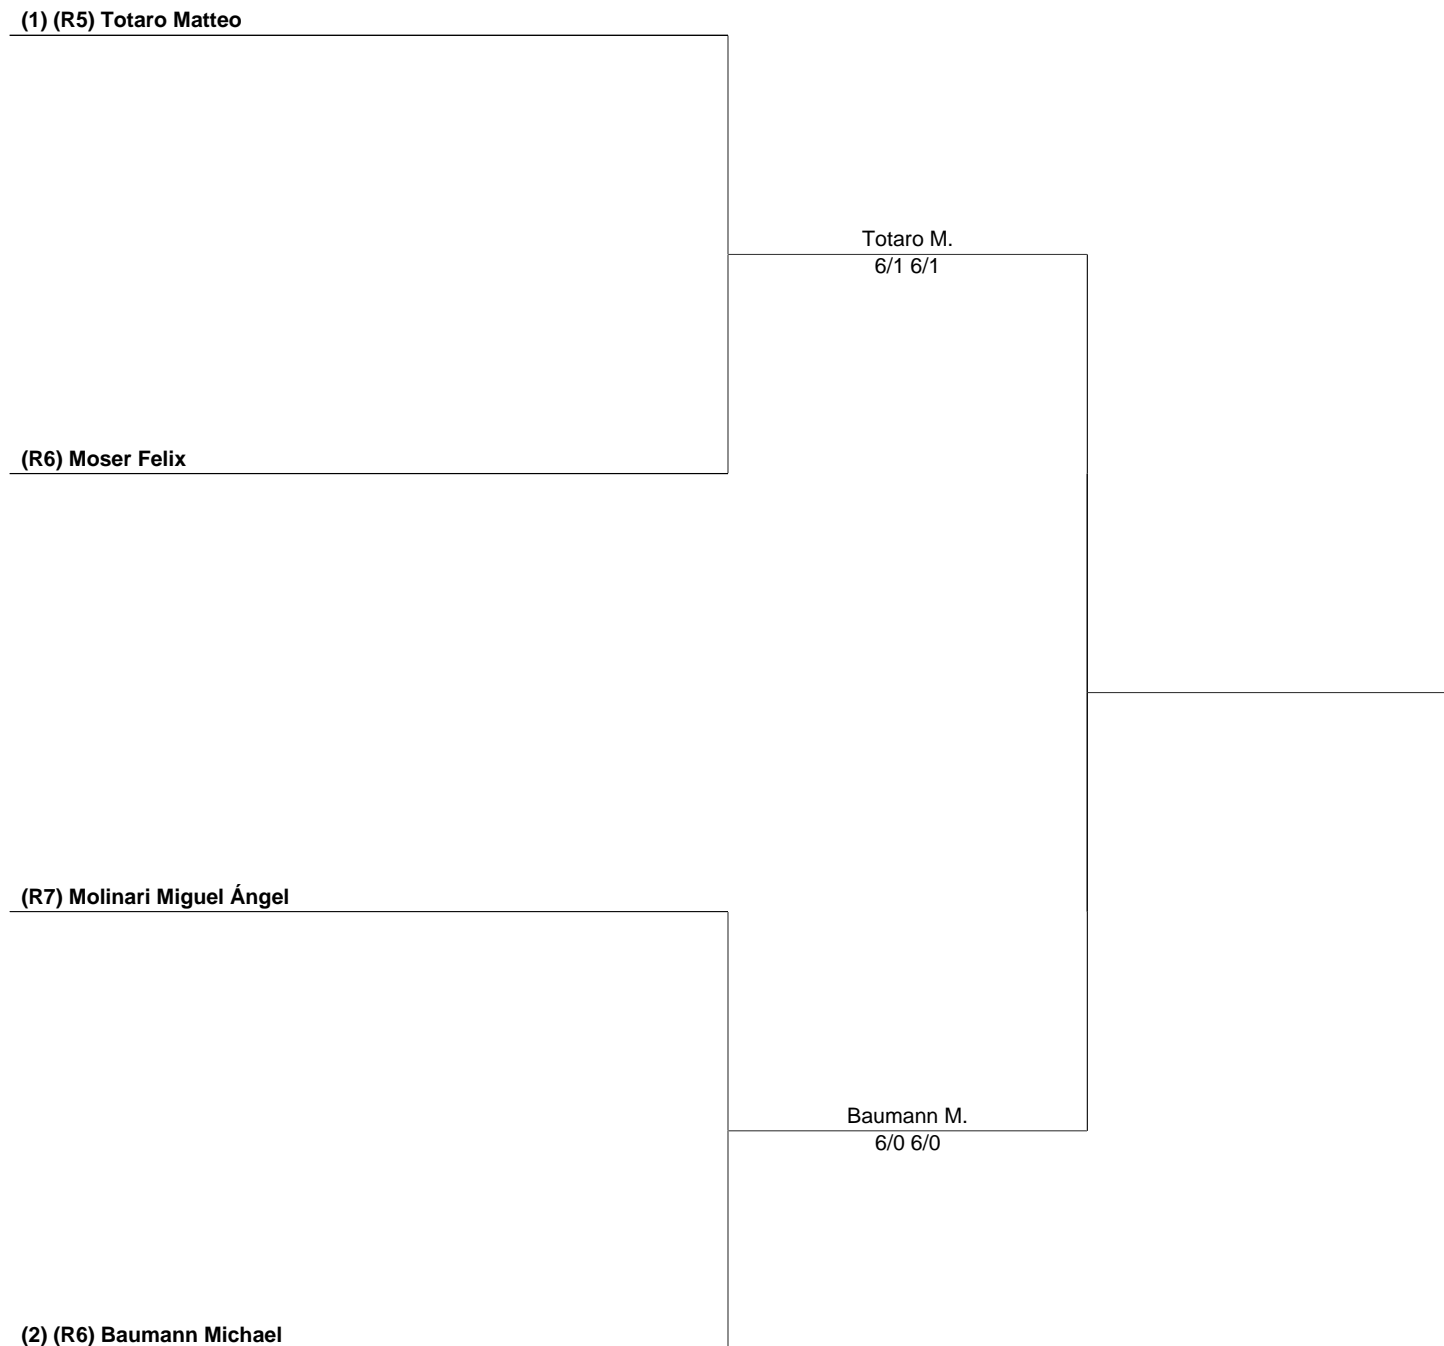 (1) (R5) Totaro Matteo
Totaro M.
6/1 6/1
(R6) Moser Felix
(R7) Molinari Miguel Ángel
Baumann M.
6/0 6/0
(2) (R6) Baumann Michael